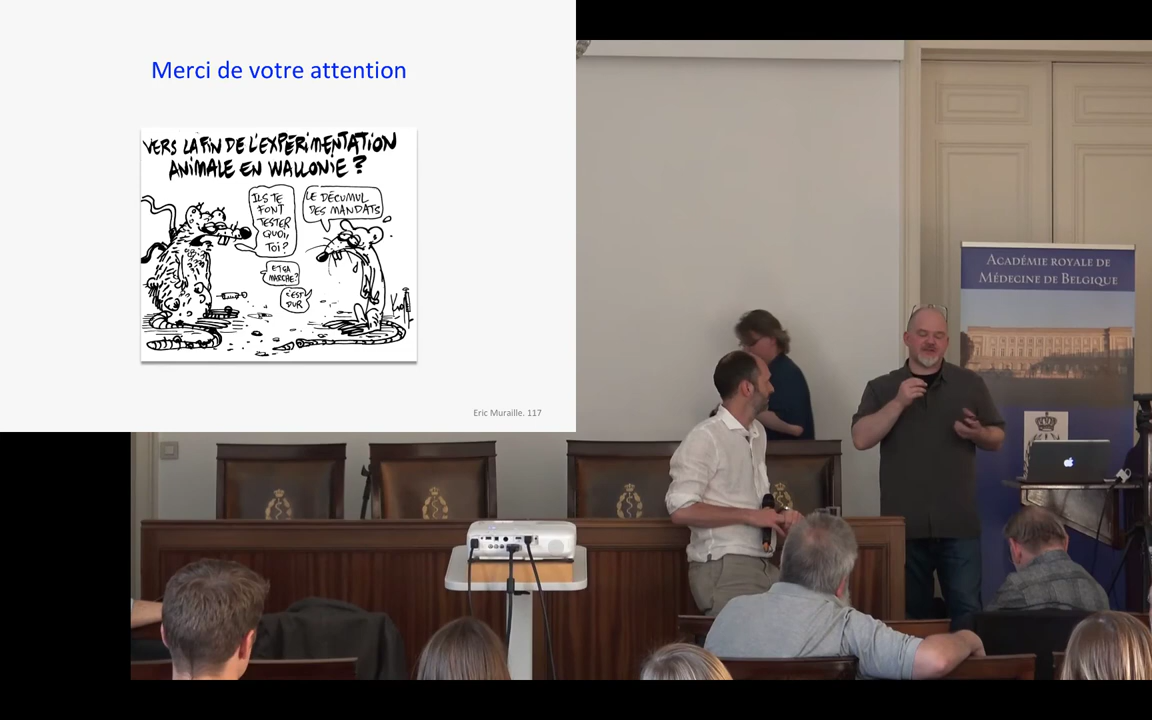 Merci de votre attention
VERS LA FIN DE L'EXPÉRIMENTATION
ANIMALE EN WALLONIE ?
ILS TE
FONT
TESTER
QUOI,
TOI ?
LE DÉCUMUL
DES MANDATS
ET ÇA
MARCHE ?
C'EST
DUR
Eric Muraille. 117
ACADÉMIE ROYALE DE
MÉDECINE DE BELGIQUE